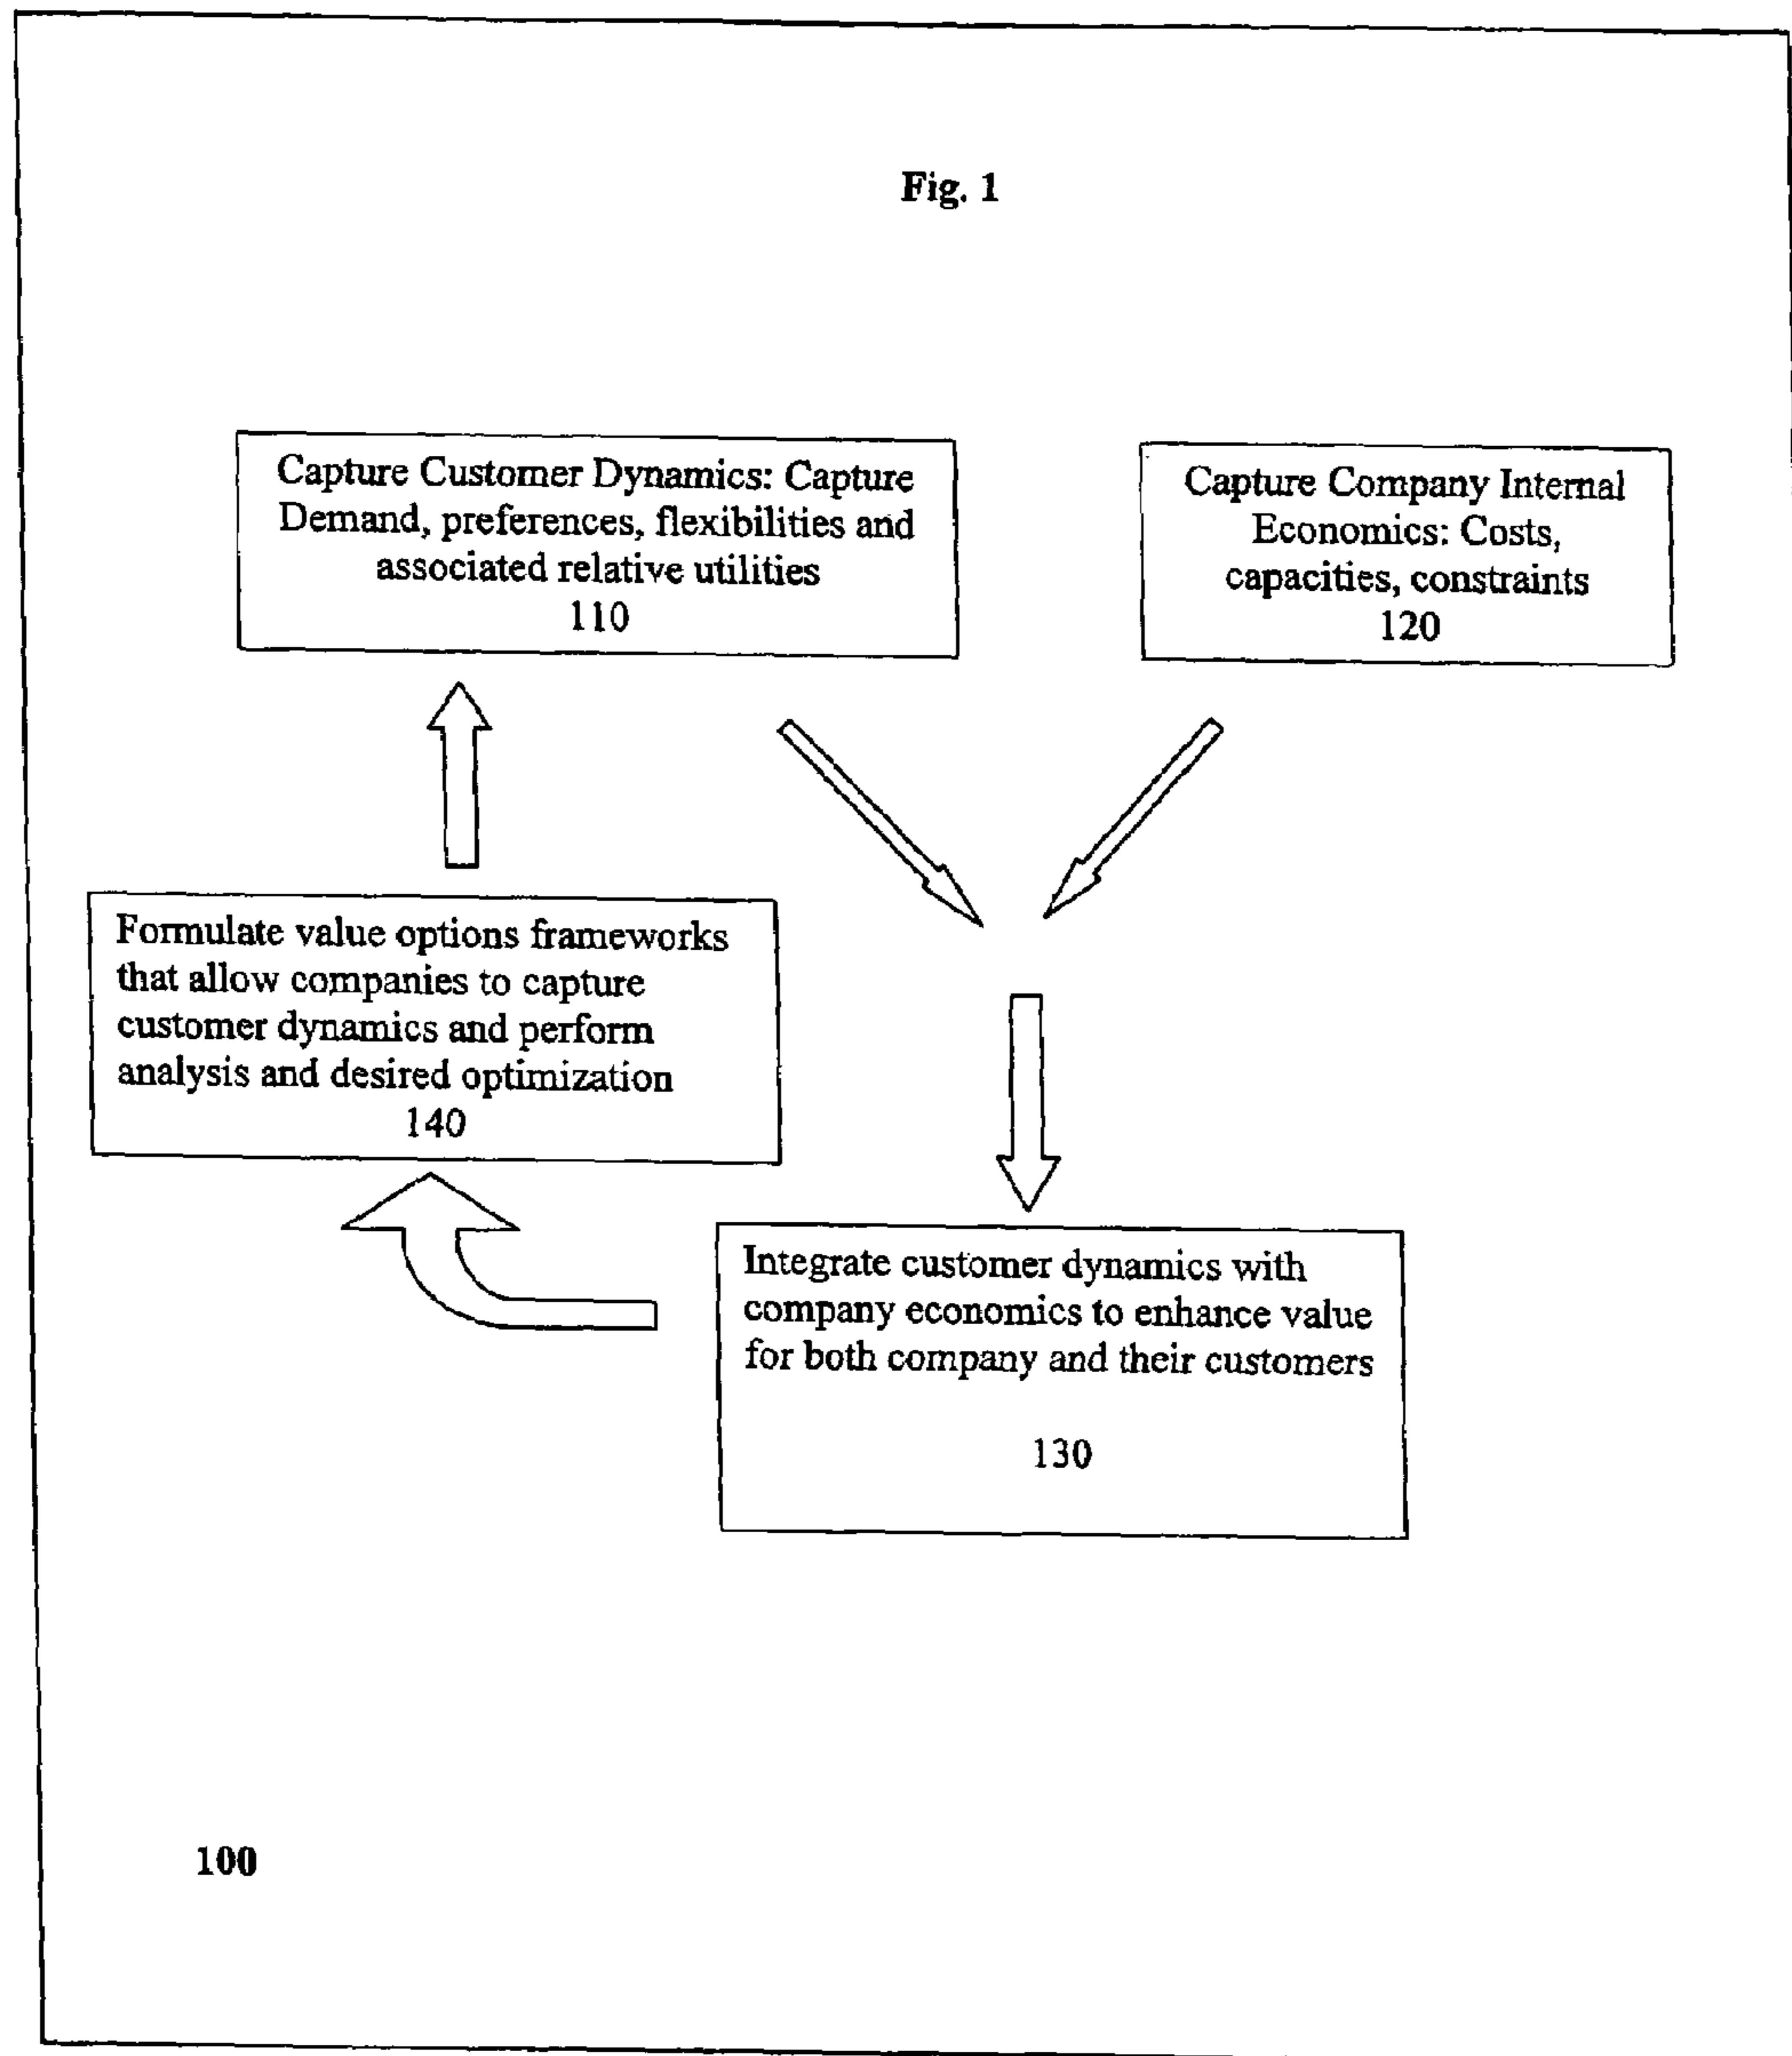 Fig. 1
Capture Customer Dynamics: Capture
Demand, preferences, flexibilities and
associated relative utilities
110
Capture Company Internal
Economics: Costs,
capacities, constraints
120
Formulate value options frameworks
that allow companies to capture
customer dynamics and perform
analysis and desired optimization
140
Integrate customer dynamics with
company economics to enhance value
for both company and their customers
130
100